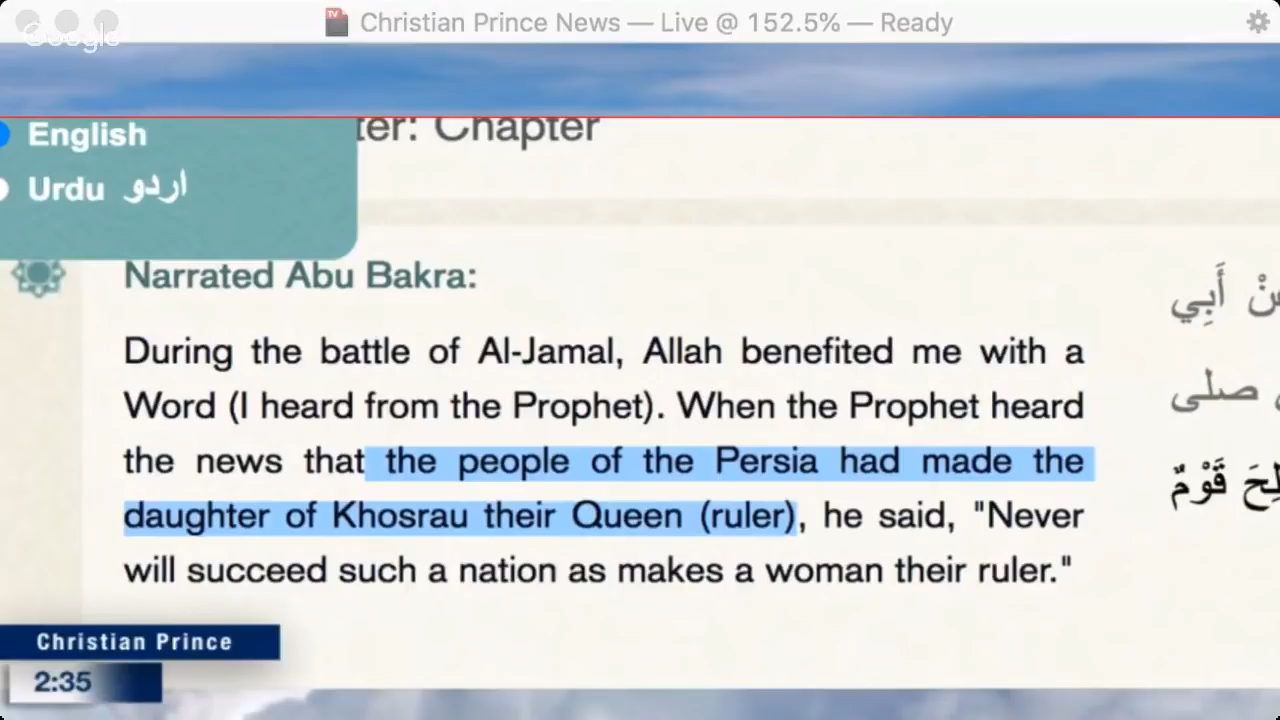 Christian Prince News — Live @ 152.5% — Ready
Google
English
ter: Chapter
Urdu اردو
Narrated Abu Bakra:
نْ أَبِي
During the battle of Al-Jamal, Allah benefited me with a
Word (I heard from the Prophet). When the Prophet heard
صلى
the news that the people of the Persia had made the
لِحَ قَوْمٌ
daughter of Khosrau their Queen (ruler), he said, "Never
will succeed such a nation as makes a woman their ruler."
Christian Prince
2:35